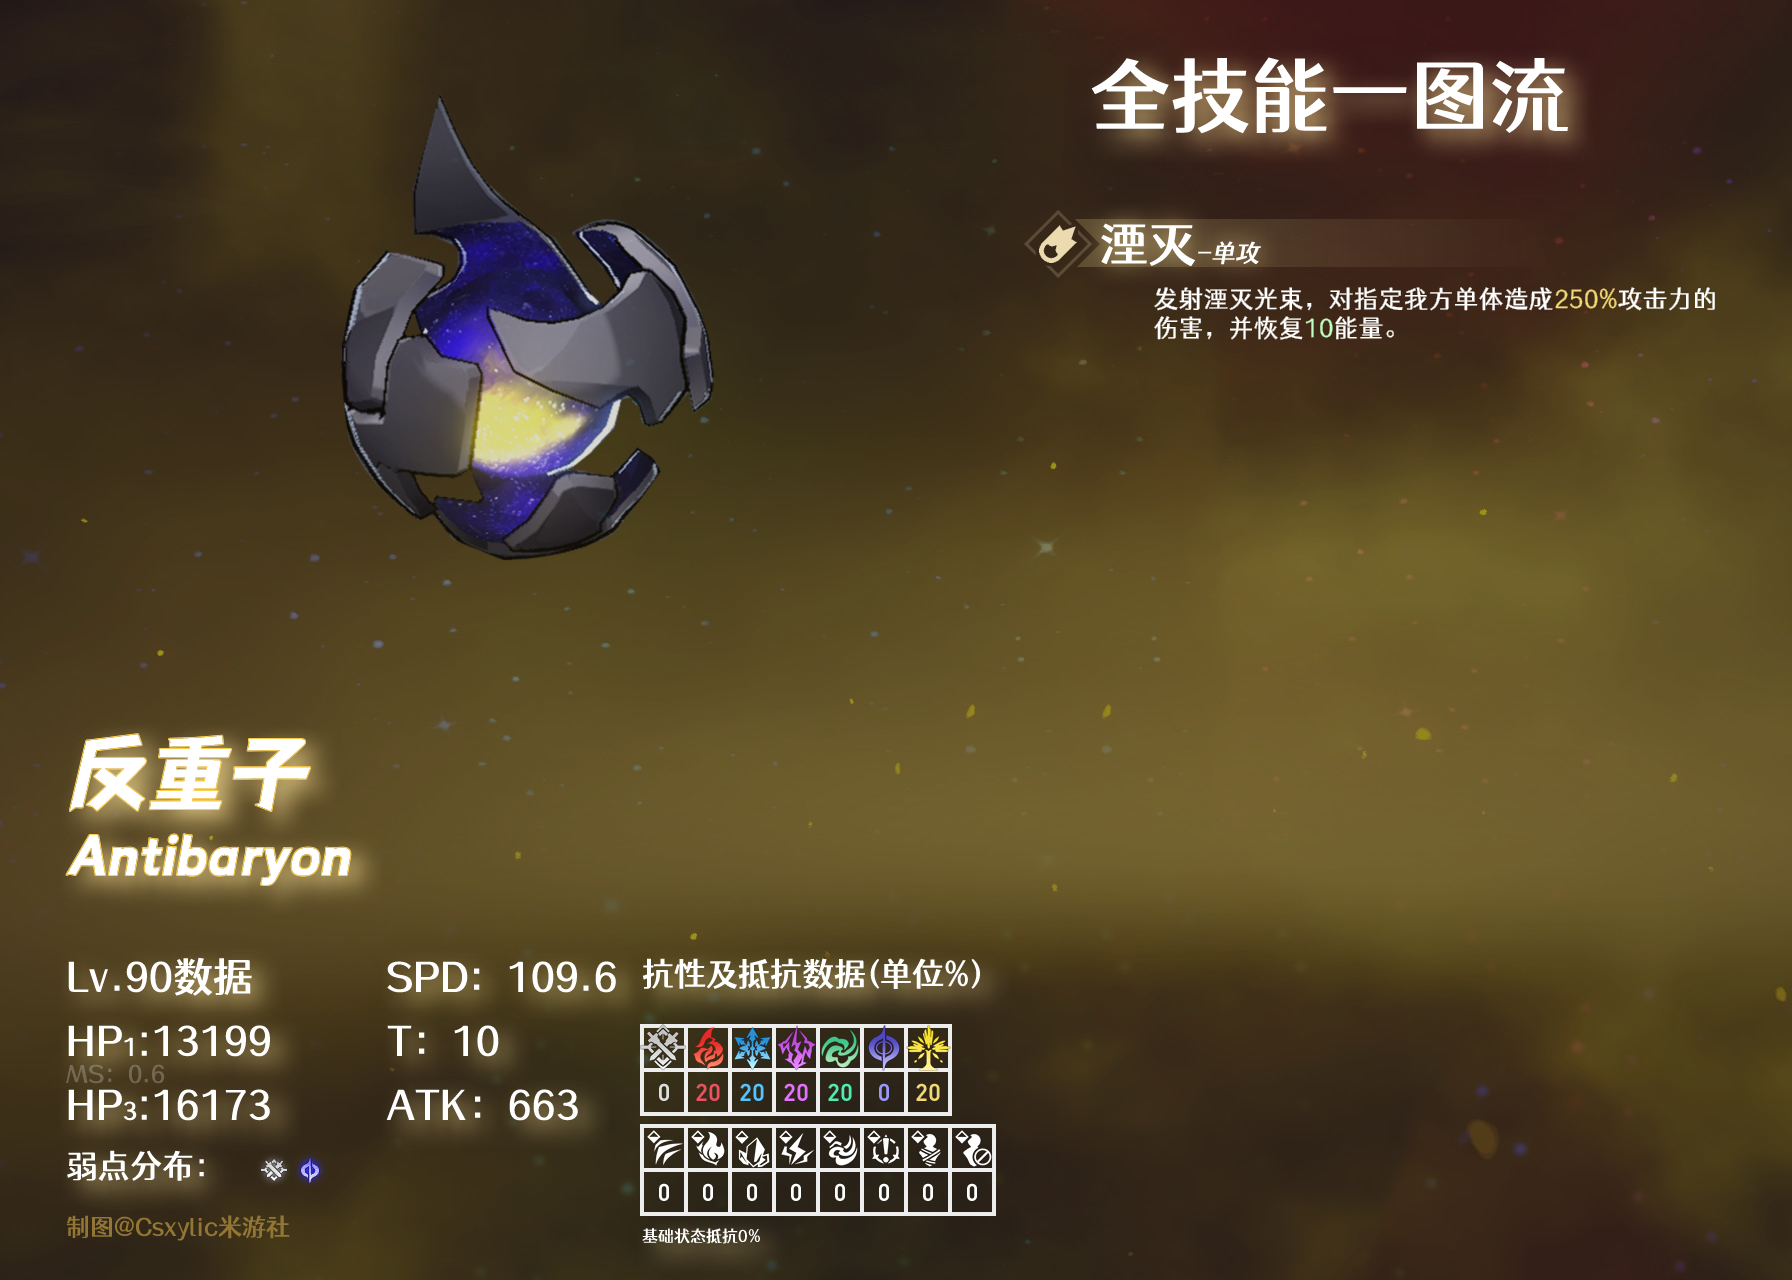 全技能一图流
湮灭-单攻
发射湮灭光束，对指定我方单体造成250%攻击力的
伤害，并恢复10能量。
反重子
Antibaryon
Lv.90数据
SPD：109.6
HP1:13199
T：10
MS：0.6
HP3:16173
ATK：663
弱点分布：
制图@Csxylic米游社
抗性及抵抗数据(单位%)
0 20 20 20 20 0 20
0 0 0 0 0 0 0 0
基础状态抵抗0%